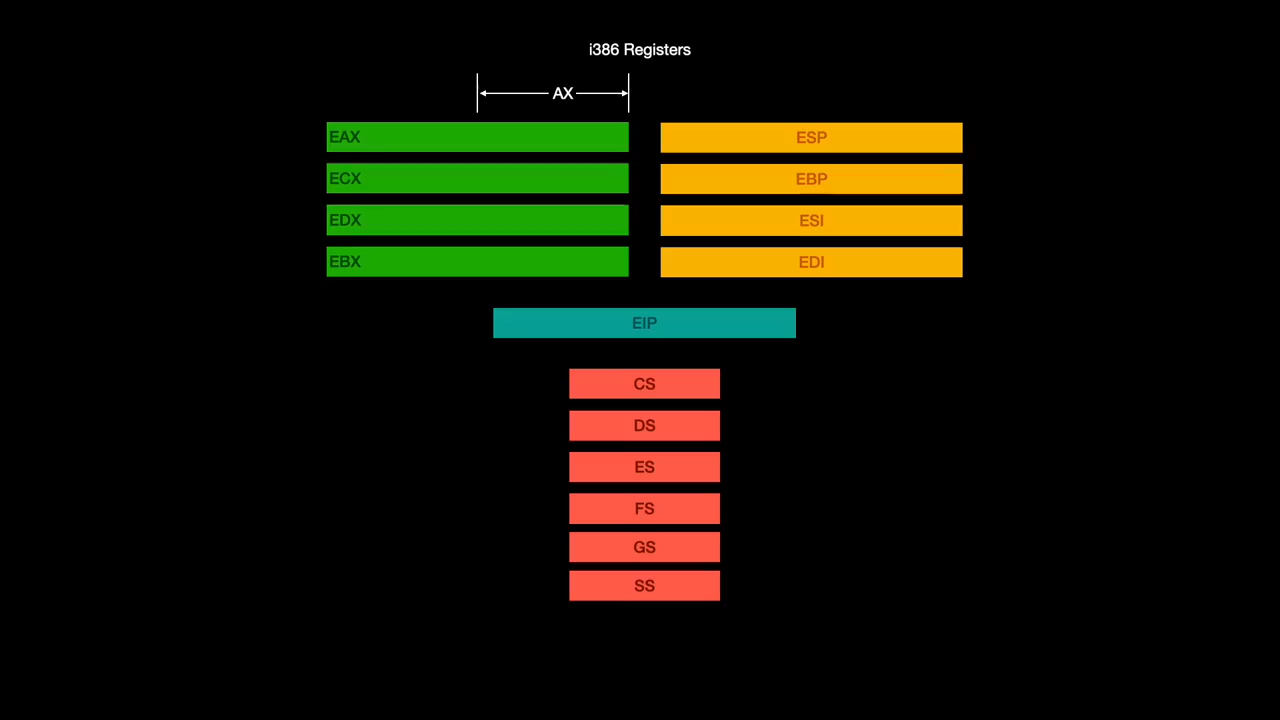 i386 Registers
AX
EAX
ECX
EDX
EBX
ESP
EBP
ESI
EDI
EIP
CS
DS
ES
FS
GS
SS